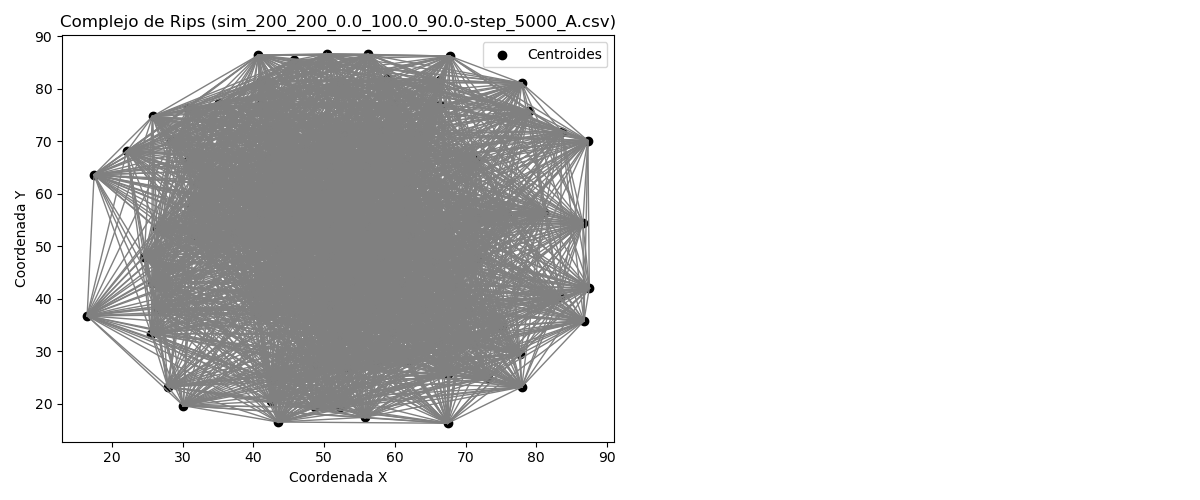 Complejo de Rips (sim_200_200_0.0_100.0_90.0-step_5000_A.csv)
Centroides
90
80
70
60
50
40
30
20
Coordenada Y
20 30 40 50 60 70 80 90
Coordenada X